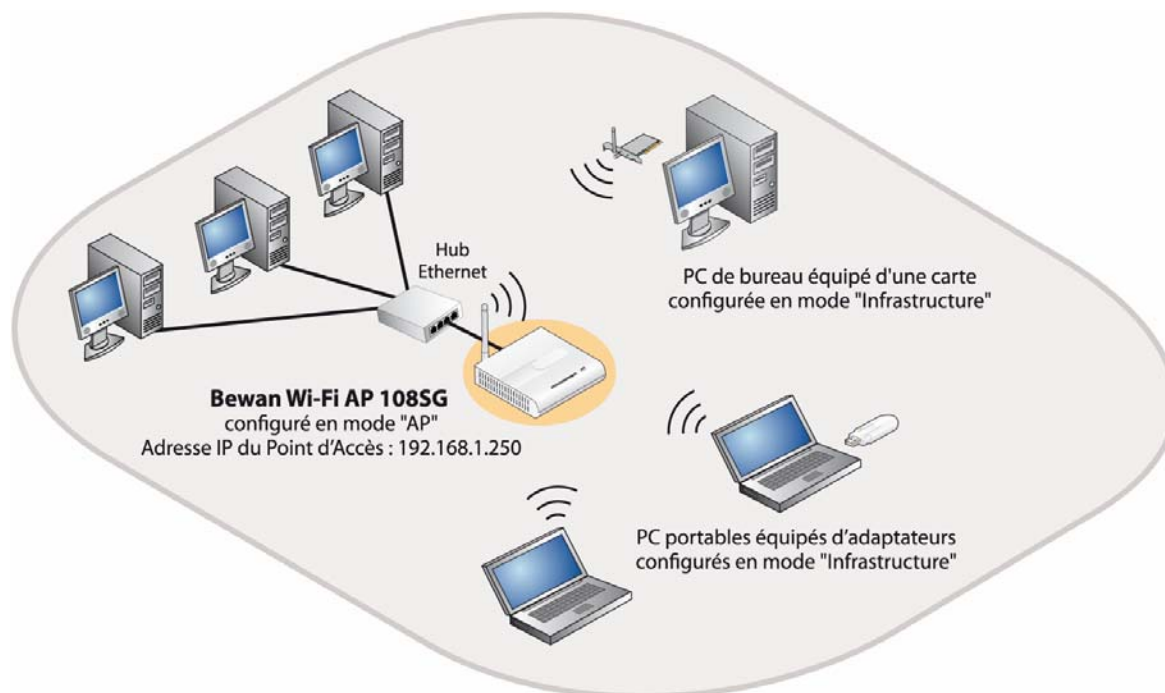 Hub
Ethernet
PC de bureau équipé d'une carte
configurée en mode "Infrastructure"
Bewan Wi-Fi AP 108SG
configuré en mode "AP"
Adresse IP du Point d’Accès : 192.168.1.250
PC portables équipés d’adaptateurs
configurés en mode "Infrastructure"